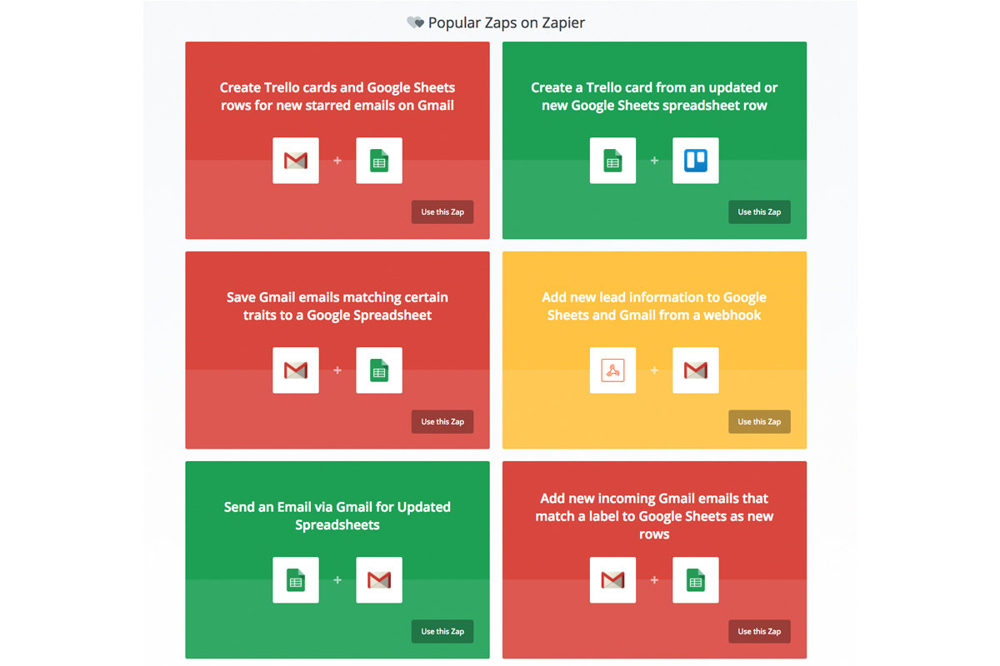 Popular Zaps on Zapier
Create Trello cards and Google Sheets
rows for new starred emails on Gmail
+
Use this Zap
Create a Trello card from an updated or
new Google Sheets spreadsheet row
+
Use this Zap
Save Gmail emails matching certain
traits to a Google Spreadsheet
+
Use this Zap
Add new lead information to Google
Sheets and Gmail from a webhook
+
Use this Zap
Send an Email via Gmail for Updated
Spreadsheets
+
Use this Zap
Add new incoming Gmail emails that
match a label to Google Sheets as new
rows
+
Use this Zap